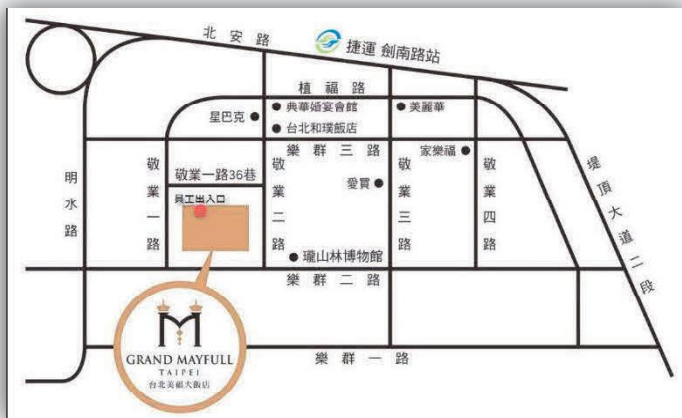 北安路
捷運 劍南路站
植福路
典華婚宴會館
美麗華
星巴克
台北和璞飯店
樂群三路
家樂福
敬業一路36巷
愛買
員工出入口
明水路
敬業一路
敬業二路
敬業三路
敬業四路
堤頂大道二段
瓏山林博物館
樂群二路
GRAND MAYFULL
TAIPEI
台北美福大飯店
樂群一路